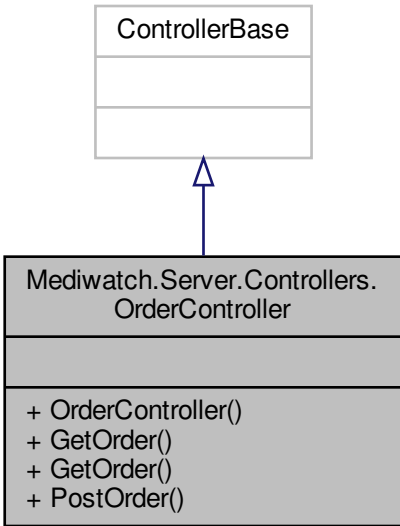 ControllerBase
Mediwatch.Server.Controllers.
OrderController
+ OrderController()
+ GetOrder()
+ GetOrder()
+ PostOrder()